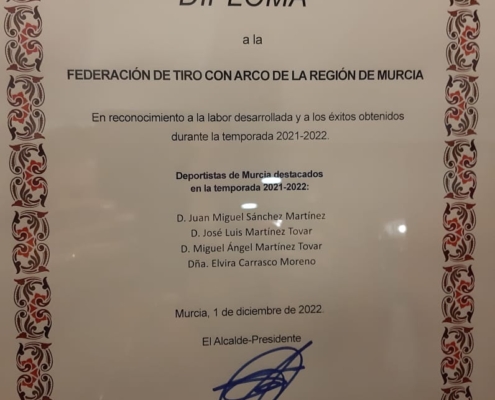 DIPLOMA
a la
FEDERACIÓN DE TIRO CON ARCO DE LA REGIÓN DE MURCIA
En reconocimiento a la labor desarrollada y a los éxitos obtenidos
durante la temporada 2021-2022.
Deportistas de Murcia destacados
en la temporada 2021-2022:
D. Juan Miguel Sánchez Martínez
D. José Luis Martínez Tovar
D. Miguel Ángel Martínez Tovar
Dña. Elvira Carrasco Moreno
Murcia, 1 de diciembre de 2022.
El Alcalde-Presidente